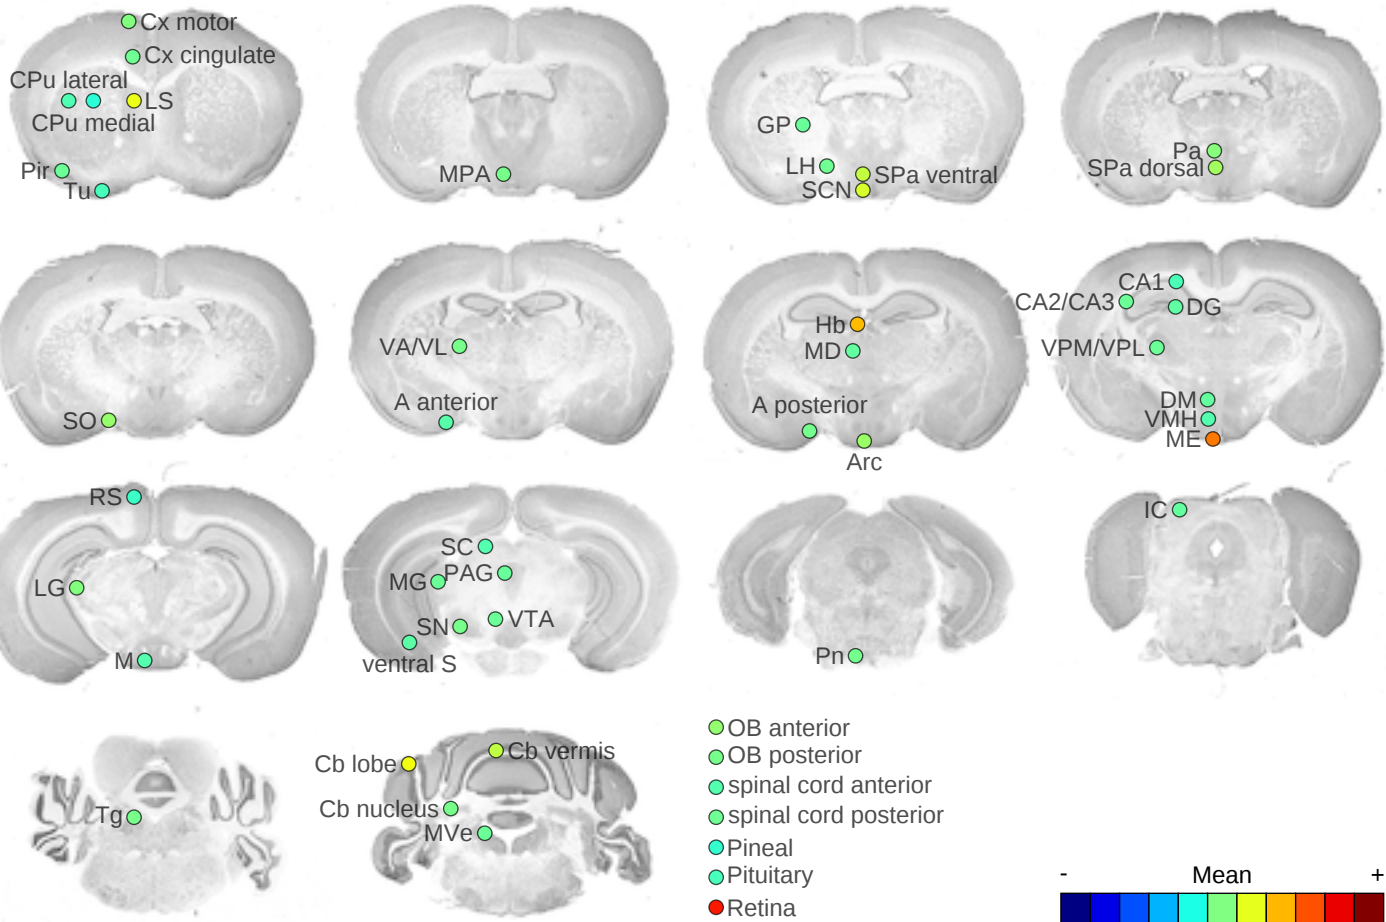 Cx motor
Cx cingulate
CPu lateral
LS
CPu medial
Pir
Tu
MPA
GP
LH
SPa ventral
SCN
Pa
SPa dorsal
SO
VA/VL
A anterior
Hb
MD
A posterior
Arc
CA1
CA2/CA3
DG
VPM/VPL
DM
VMH
ME
RS
LG
M
SC
MG
PAG
SN
VTA
ventral S
Pn
IC
Tg
Cb lobe
Cb vermis
Cb nucleus
MVe
OB anterior
OB posterior
spinal cord anterior
spinal cord posterior
Pineal
Pituitary
Retina
- Mean +